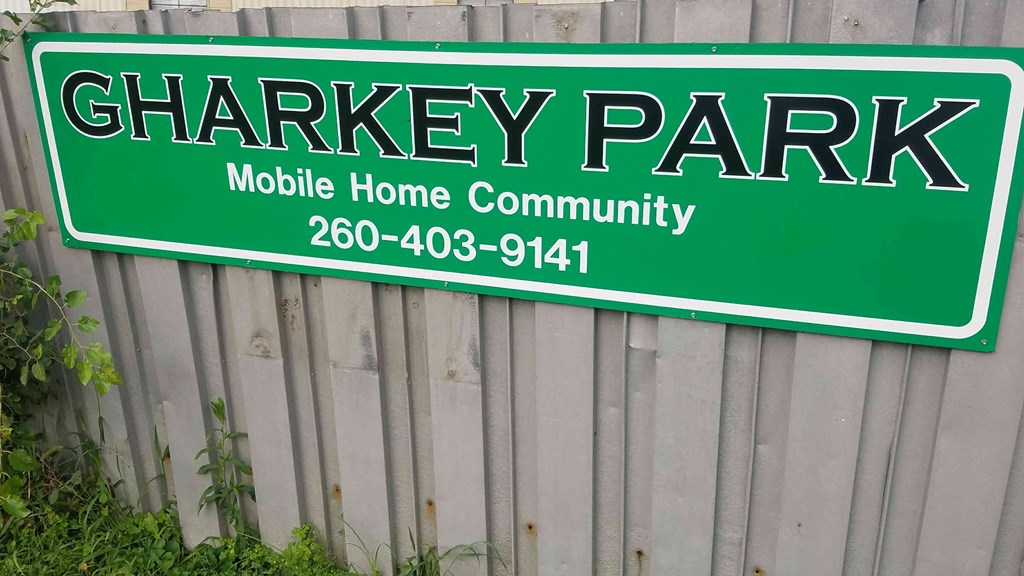 GHARKEY PARK
Mobile Home Community
260-403-9141